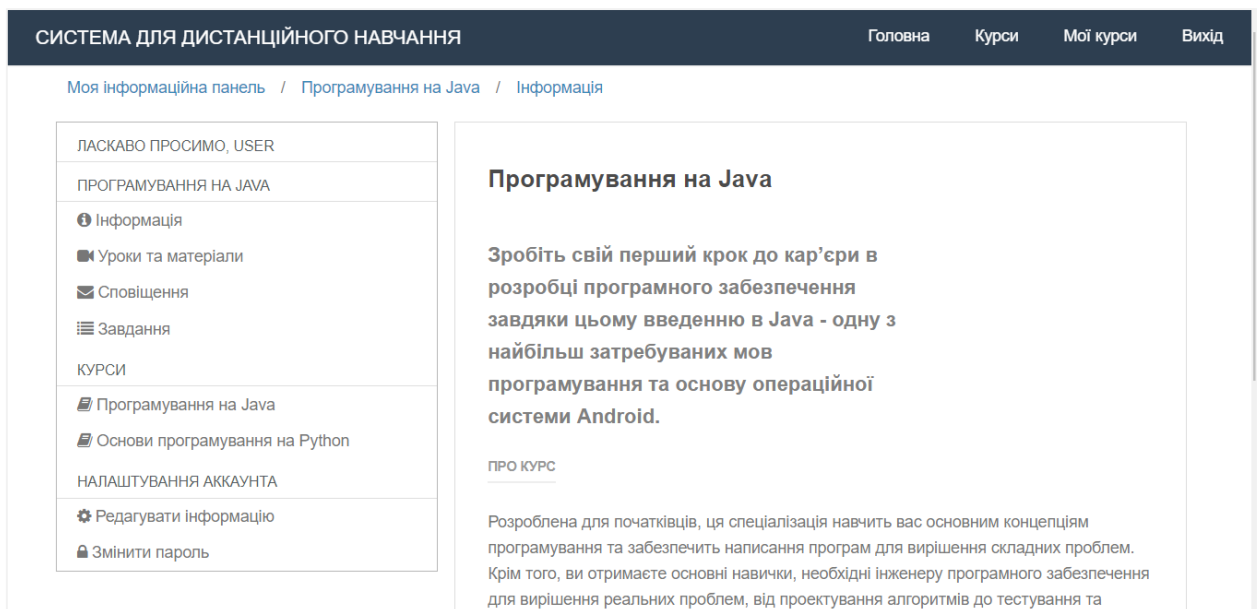 СИСТЕМА ДЛЯ ДИСТАНЦІЙНОГО НАВЧАННЯ
Головна Курси Мої курси Вихід
Моя інформаційна панель / Програмування на Java / Інформація
ЛАСКАВО ПРОСИМО, USER
ПРОГРАМУВАННЯ НА JAVA
Інформація
Уроки та матеріали
Сповіщення
Завдання
КУРСИ
Програмування на Java
Основи програмування на Python
НАЛАШТУВАННЯ АККАУНТА
Редагувати інформацію
Змінити пароль
Програмування на Java
Зробіть свій перший крок до кар’єри в
розробці програмного забезпечення
завдяки цьому введенню в Java - одну з
найбільш затребуваних мов
програмування та основу операційної
системи Android.
ПРО КУРС
Розроблена для початківців, ця спеціалізація навчить вас основним концепціям
програмування та забезпечить написання програм для вирішення складних проблем.
Крім того, ви отримаєте основні навички, необхідні інженеру програмного забезпечення
для вирішення реальних проблем, від проектування алгоритмів до тестування та